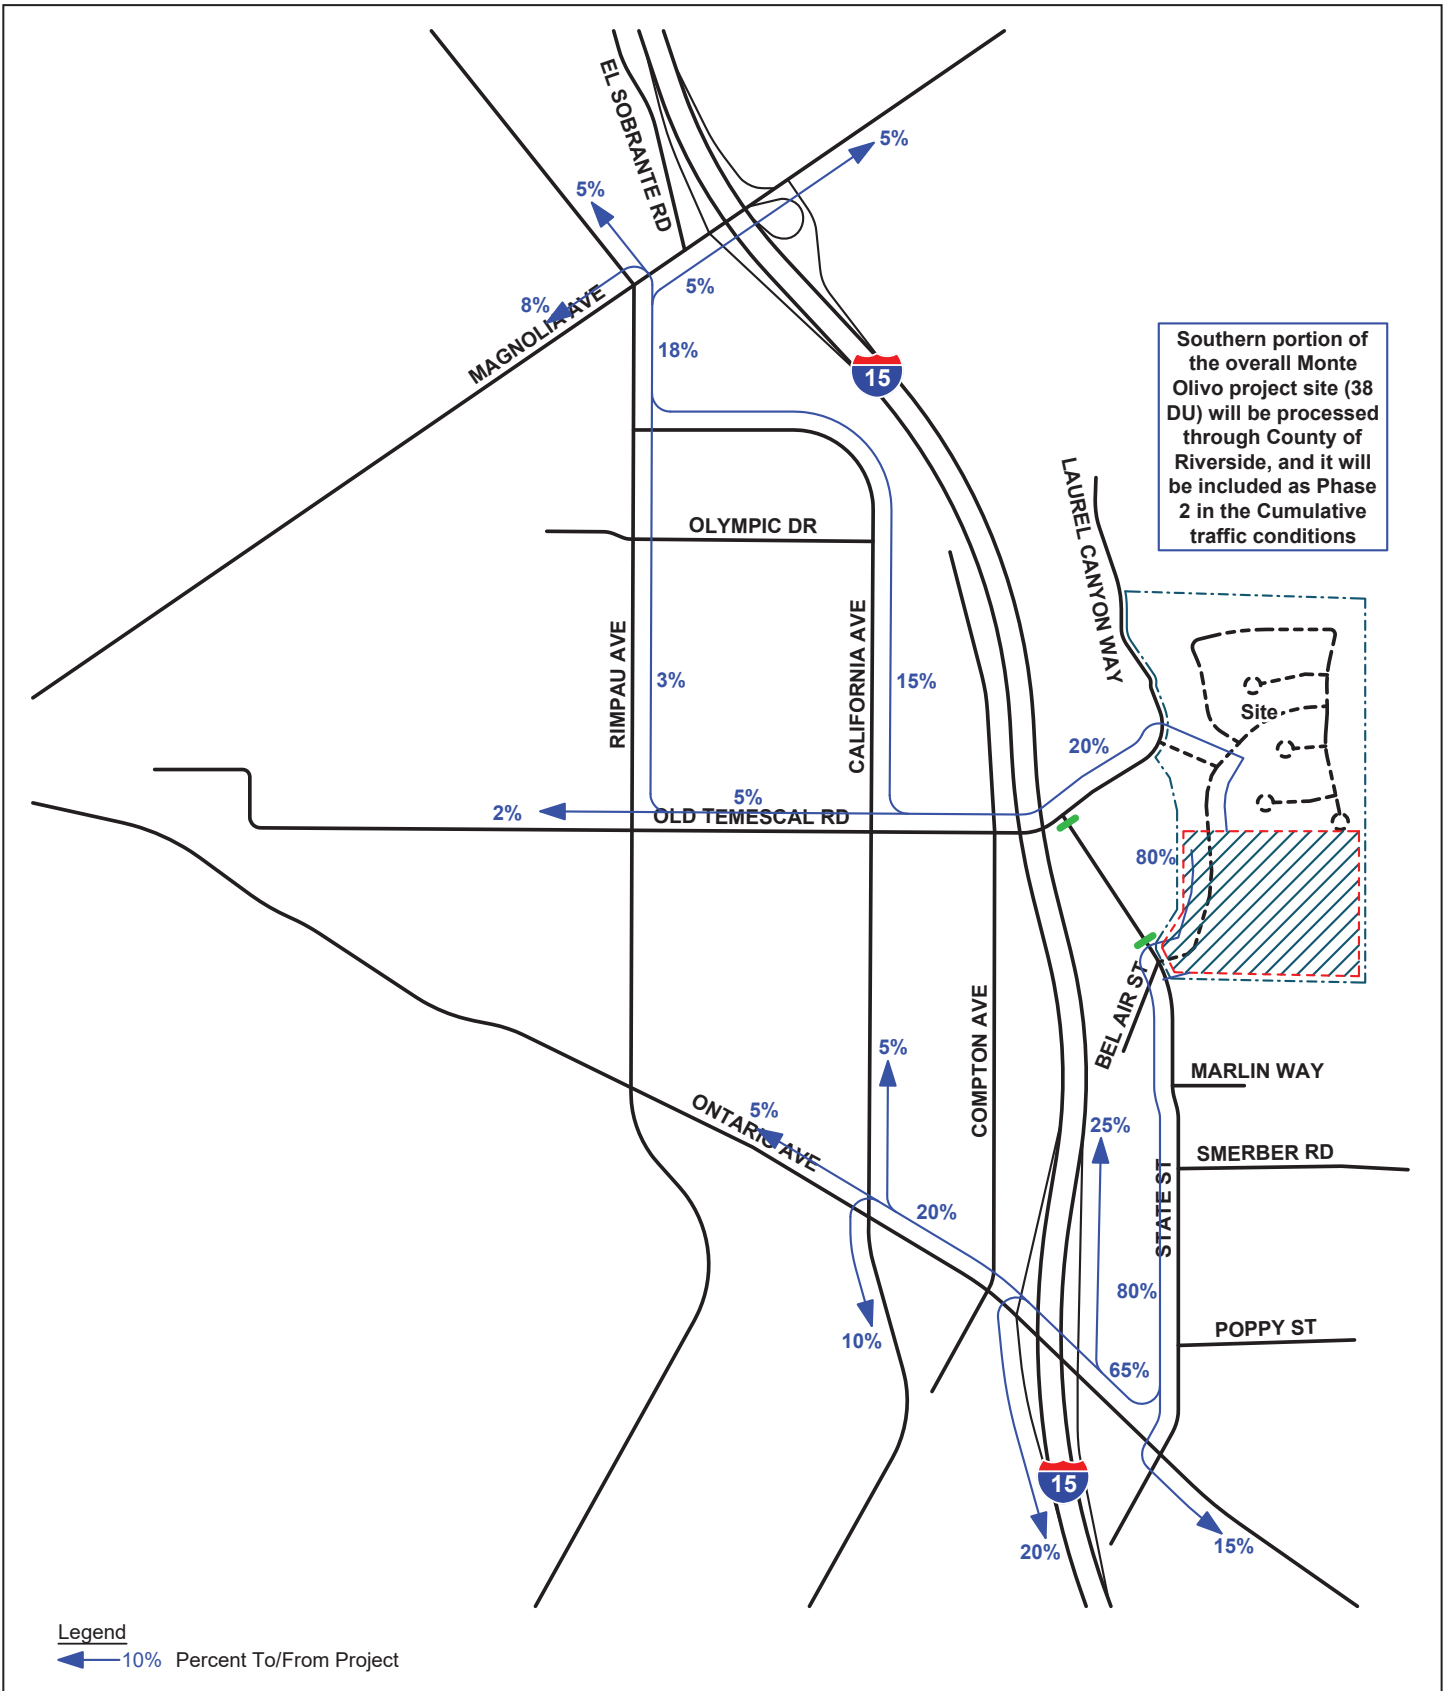 EL SOBRANTE RD
5%
5%
5%
8%
MAGNOLIA AVE
18%
15
Southern portion of
the overall Monte
Olivo project site (38
DU) will be processed
through County of
Riverside, and it will
be included as Phase
2 in the Cumulative
traffic conditions
LAUREL CANYON WAY
OLYMPIC DR
RIMPAU AVE
3%
CALIFORNIA AVE
15%
Site
20%
2%
5%
OLD TEMESCAL RD
80%
BEL AIR ST
COMPTON AVE
MARLIN WAY
5%
5%
ONTARIO AVE
25%
SMERBER RD
STATE ST
20%
80%
10%
POPPY ST
65%
15
20%
15%
Legend
10% Percent To/From Project